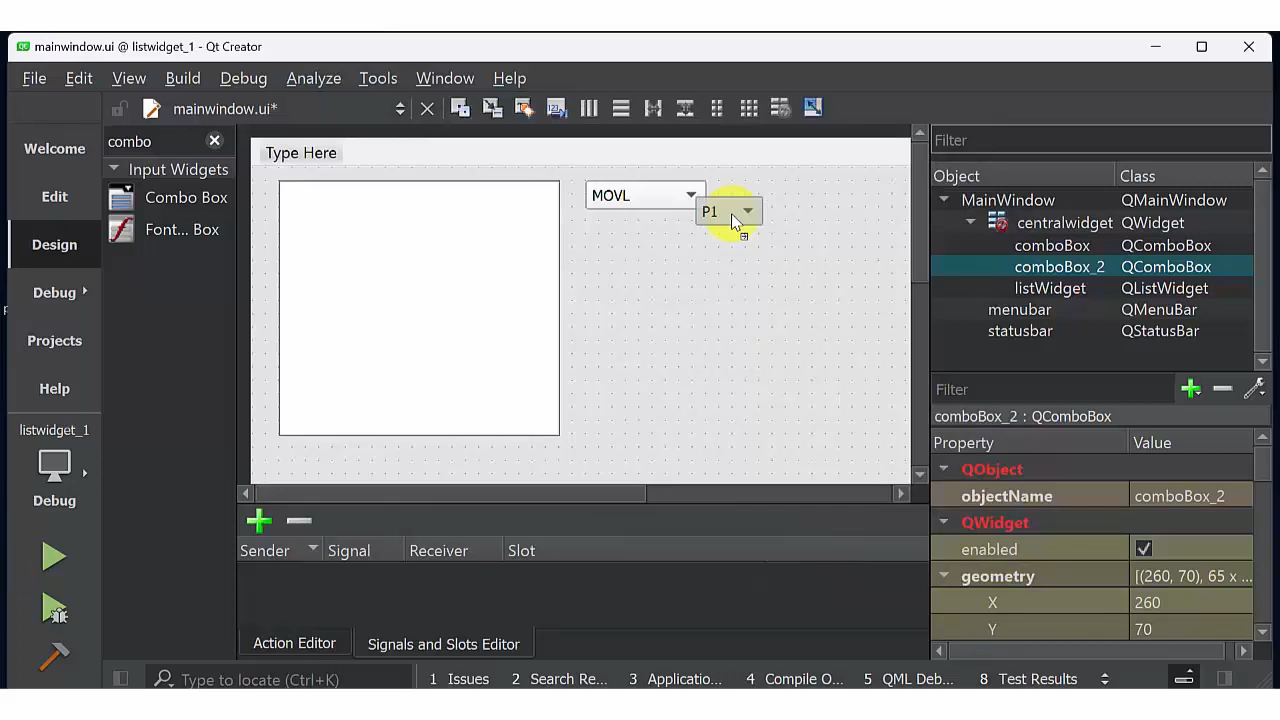 mainwindow.ui @ listwidget_1 - Qt Creator
File Edit View Build Debug Analyze Tools Window Help
mainwindow.ui*
Welcome
Edit
Design
Debug
Projects
Help
listwidget_1
Debug
combo
Input Widgets
Combo Box
Font... Box
Type Here
MOVL
P1
Filter
Object Class
MainWindow QMainWindow
centralwidget QWidget
comboBox QComboBox
comboBox_2 QComboBox
listWidget QListWidget
menubar QMenuBar
statusbar QStatusBar
Filter
comboBox_2 : QComboBox
Property Value
QObject
objectName comboBox_2
QWidget
enabled
geometry [(260, 70), 65 x ...
X 260
Y 70
Sender Signal Receiver Slot
Action Editor Signals and Slots Editor
Type to locate (Ctrl+K) 1 Issues 2 Search Re... 3 Applicatio... 4 Compile O... 5 QML Deb... 8 Test Results